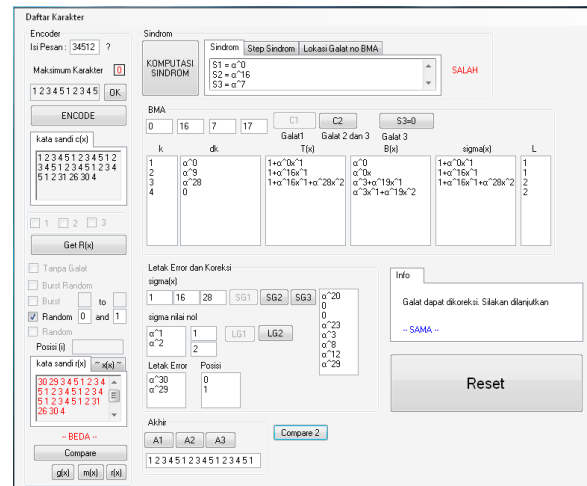 Daftar Karakter
Encoder
Isi Pesan : 34512 ?
Maksimum Karakter 0
1 2 3 4 5 1 2 3 4 5 OK
ENCODE
kata sandi c(x)
1 2 3 4 5 1 2 3 4 5 1 2
3 4 5 1 2 3 4 5 1 2 3 4
5 1 2 31 26 30 4
1 2 3
Get R(x)
Tanpa Galat
Burst Random
Burst to
Random 0 and 1
Random
Posisi (i)
kata sandi r(x) ~ x(x) ~
30 29 3 4 5 1 2 3 4
5 1 2 3 4 5 1 2 3 4
5 1 2 3 4 5 1 2 31
26 30 4
-- BEDA --
Compare
g(x) m(x) r(x)
Sindrom
KOMPUTASI
SINDROM
Sindrom Step Sindrom Lokasi Galat no BMA
S1 = α^0
S2 = α^16
S3 = α^7
SALAH
BMA
0 16 7 17 C1 C2 S3=0
Galat1 Galat 2 dan 3 Galat 3
k dk T(x) B(x) sigma(x) L
1 α^0 1+α^0x^1 α^0 1+α^0x^1 1
2 α^9 1+α^16x^1 α^0x 1+α^16x^1 1
3 α^28 1+α^16x^1+α^28x^2 α^3+α^19x^1 1+α^16x^1+α^28x^2 2
4 0 α^3x^1+α^19x^2 2
Letak Error dan Koreksi
sigma(x)
1 16 28 SG1 SG2 SG3
sigma nilai nol
α^1
α^2
1
2
LG1 LG2
Letak Error Posisi
α^30 0
α^29 1
α^20
0
0
α^23
α^3
α^8
α^12
α^29
Akhir
A1 A2 A3
1 2 3 4 5 1 2 3 4 5 1 2 3 4 5 1
Compare 2
Info
Galat dapat dikoreksi. Silakan dilanjutkan
-- SAMA --
Reset